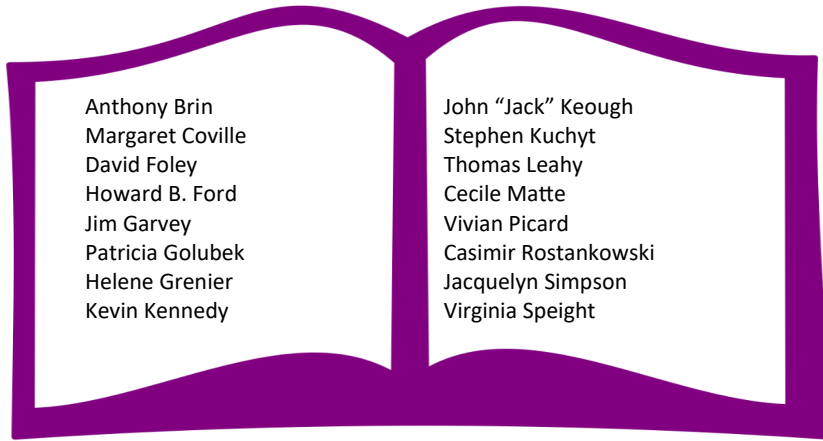 Anthony Brin
Margaret Coville
David Foley
Howard B. Ford
Jim Garvey
Patricia Golubek
Helene Grenier
Kevin Kennedy
John “Jack” Keough
Stephen Kuchyt
Thomas Leahy
Cecile Matte
Vivian Picard
Casimir Rostankowski
Jacquelyn Simpson
Virginia Speight